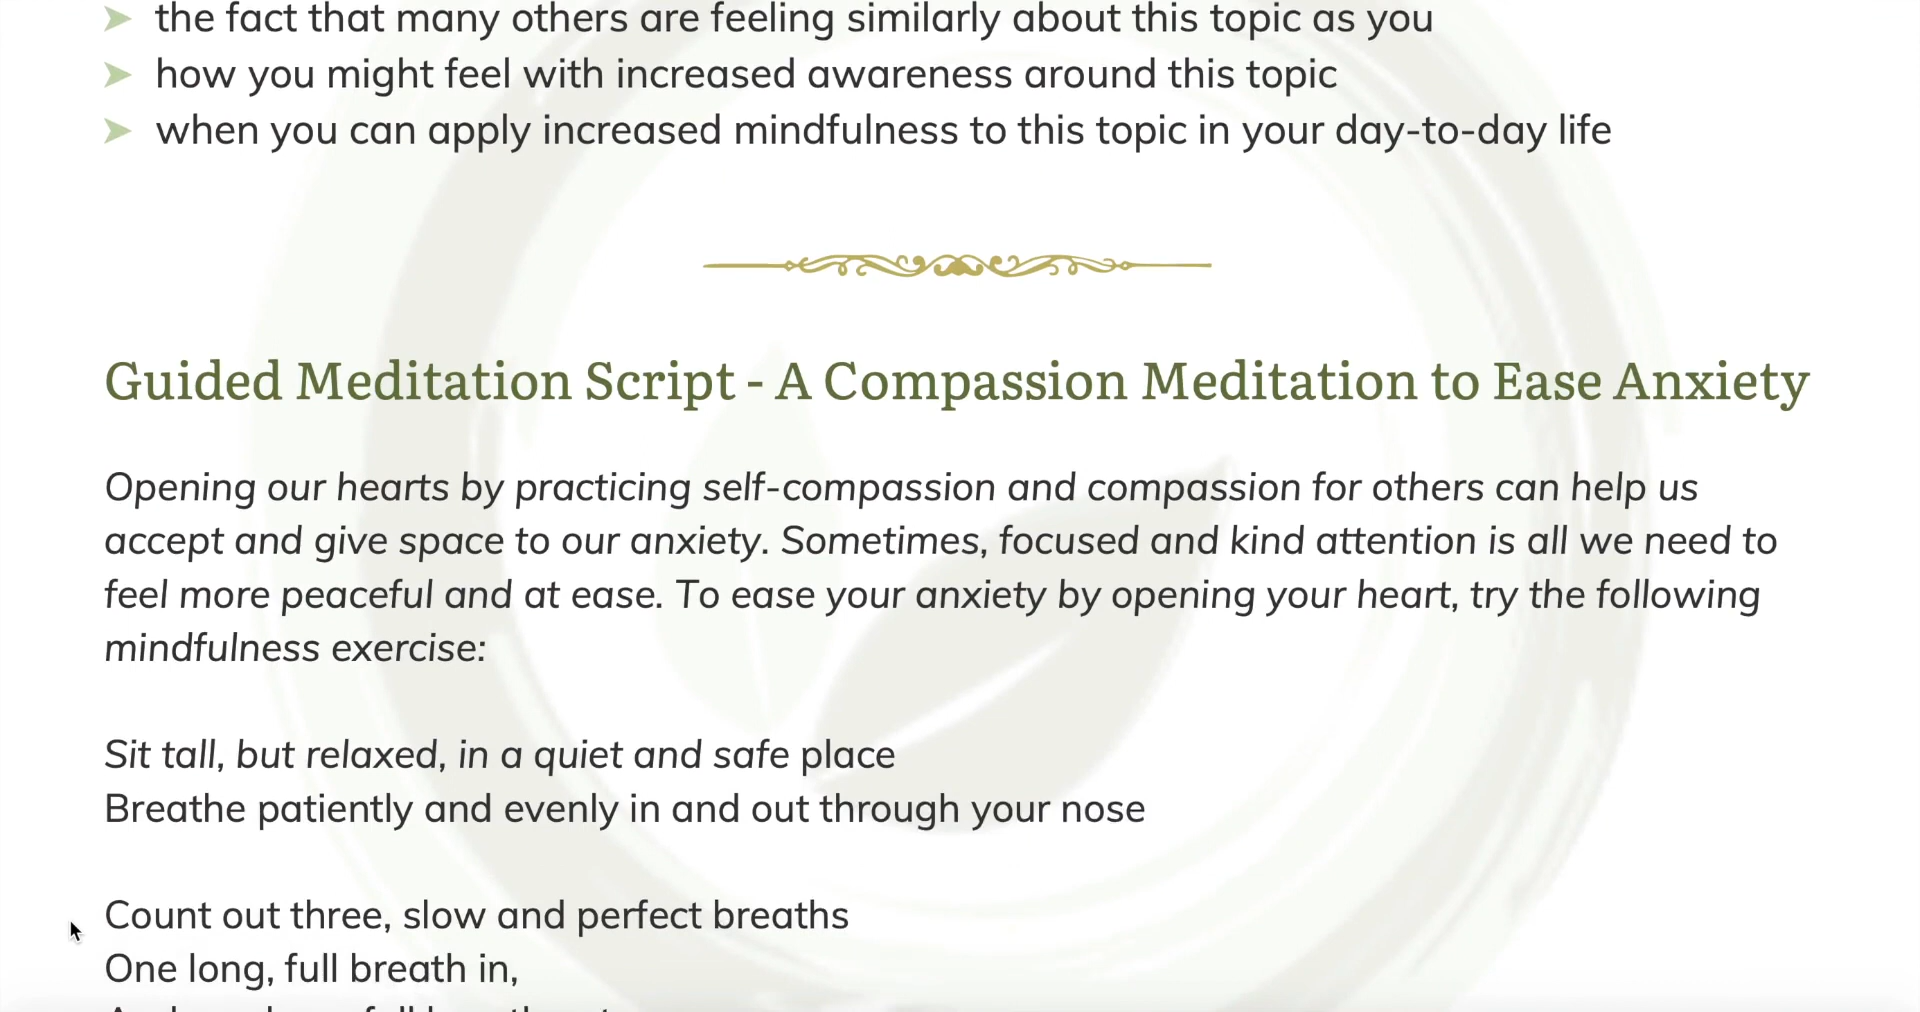 the fact that many others are feeling similarly about this topic as you
how you might feel with increased awareness around this topic
when you can apply increased mindfulness to this topic in your day-to-day life
Guided Meditation Script - A Compassion Meditation to Ease Anxiety
Opening our hearts by practicing self-compassion and compassion for others can help us
accept and give space to our anxiety. Sometimes, focused and kind attention is all we need to
feel more peaceful and at ease. To ease your anxiety by opening your heart, try the following
mindfulness exercise:
Sit tall, but relaxed, in a quiet and safe place
Breathe patiently and evenly in and out through your nose
Count out three, slow and perfect breaths
One long, full breath in,